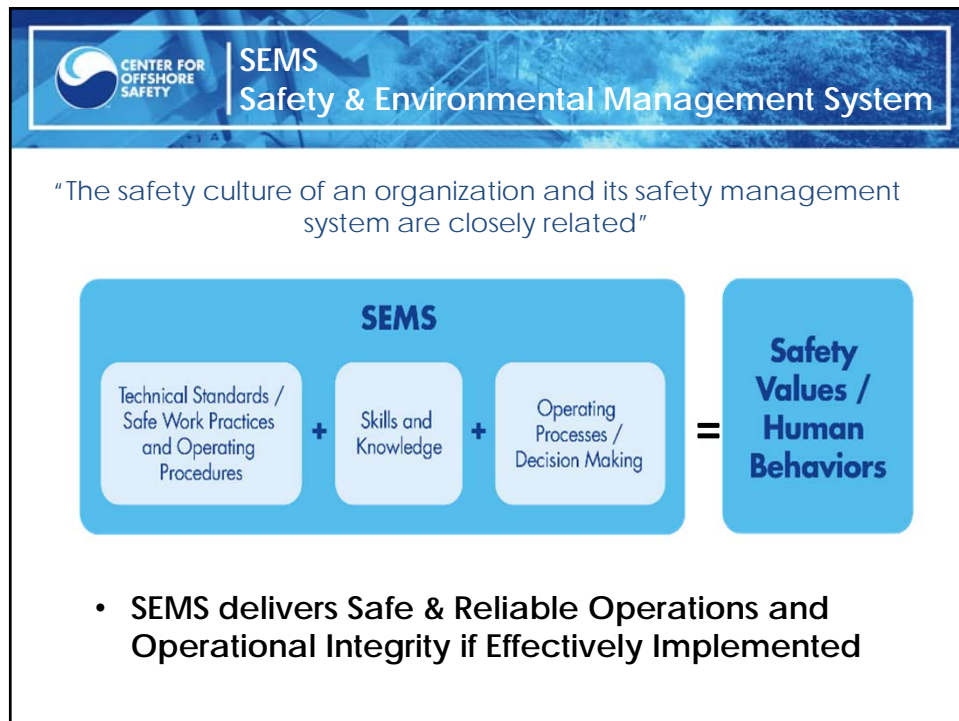 CENTER FOR
OFFSHORE
SAFETY
SEMS
Safety & Environmental Management System
"The safety culture of an organization and its safety management
system are closely related"
SEMS
Technical Standards /
Safe Work Practices
and Operating
Procedures
+
Skills and
Knowledge
+
Operating
Processes /
Decision Making
=
Safety
Values /
Human
Behaviors
• SEMS delivers Safe & Reliable Operations and
Operational Integrity if Effectively Implemented